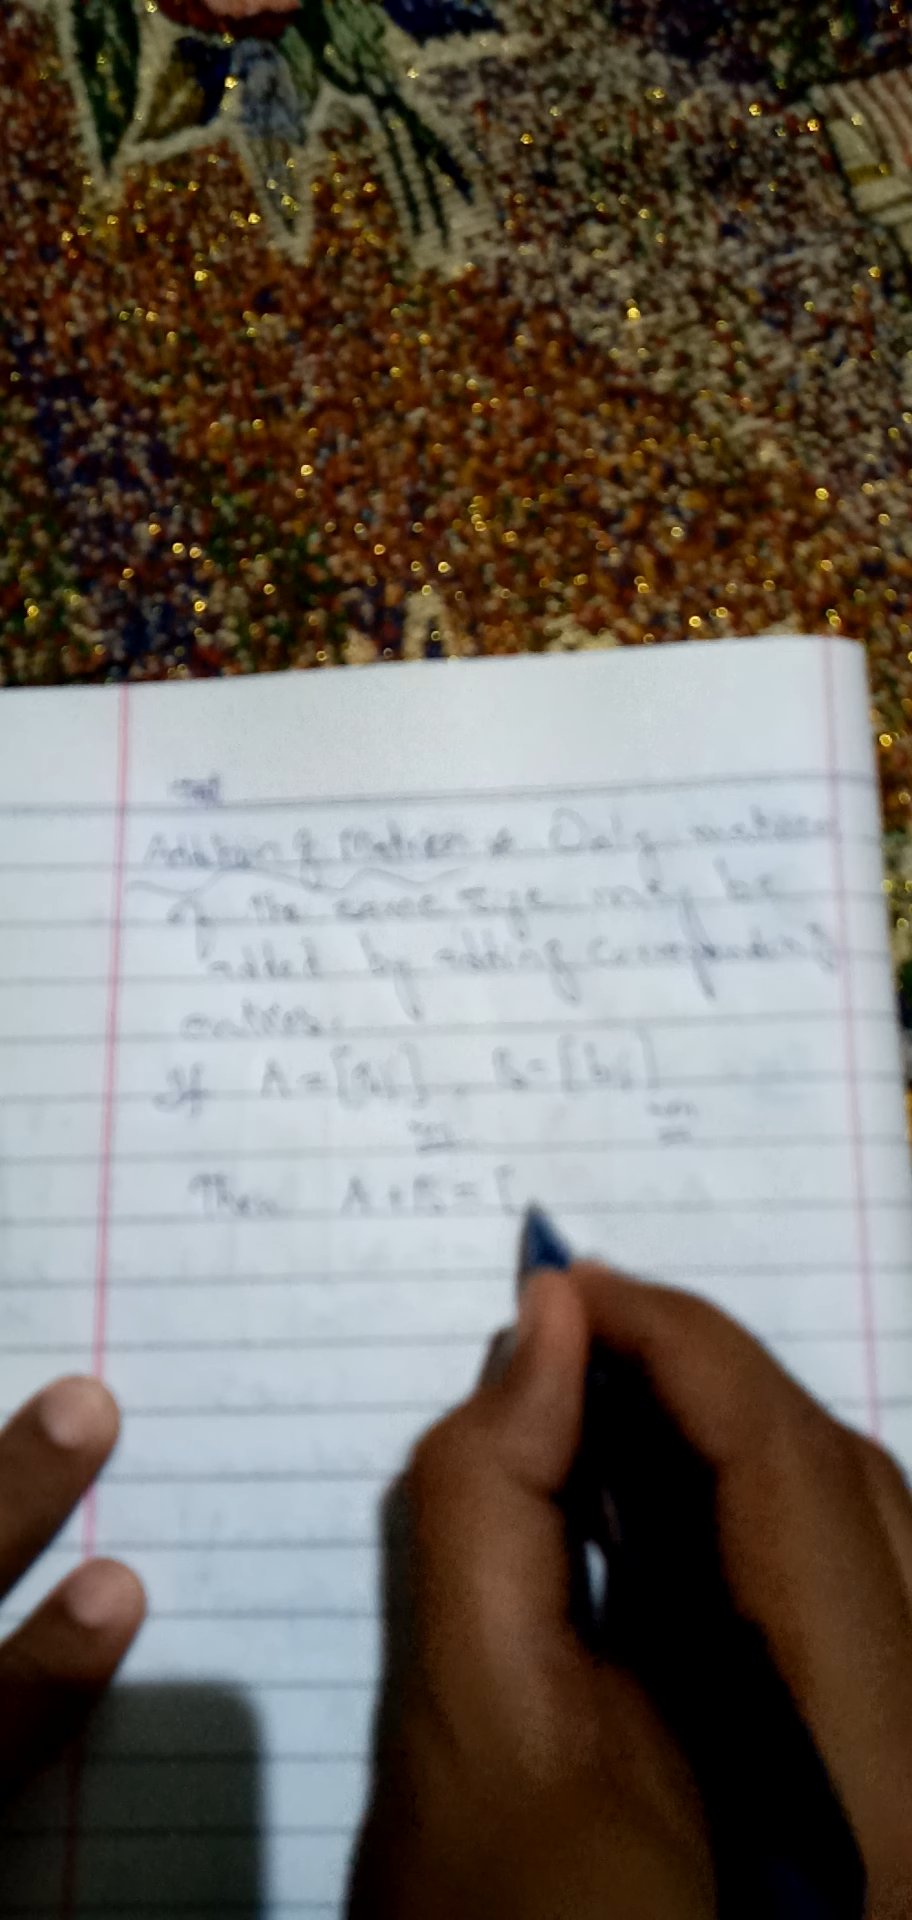 Addition of Matrices : Only matrices
of the same size may be
added by adding corresponding
entries.
If A = [aij] , B = [bij]
Then A + B = [